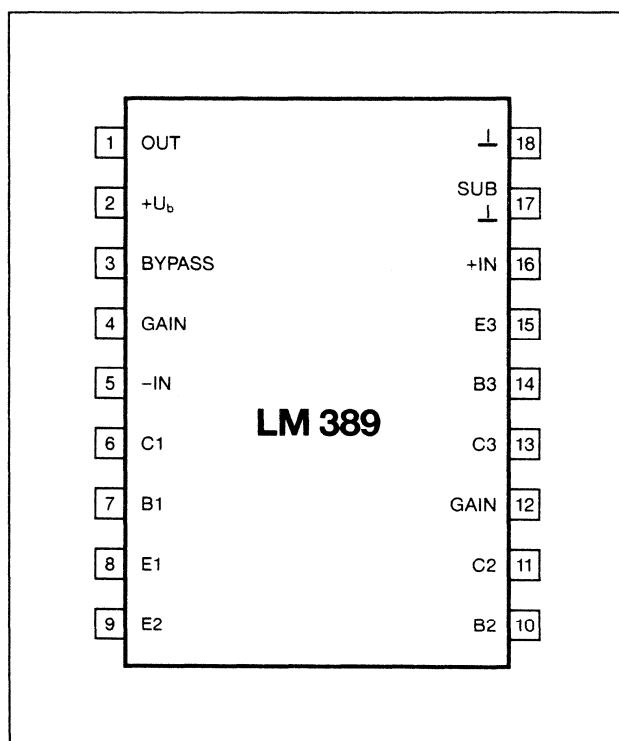 1 OUT
2 +Ub
3 BYPASS
4 GAIN
5 -IN
6 C1
7 B1
8 E1
9 E2
LM 389
18
SUB 17
+IN 16
E3 15
B3 14
C3 13
GAIN 12
C2 11
B2 10